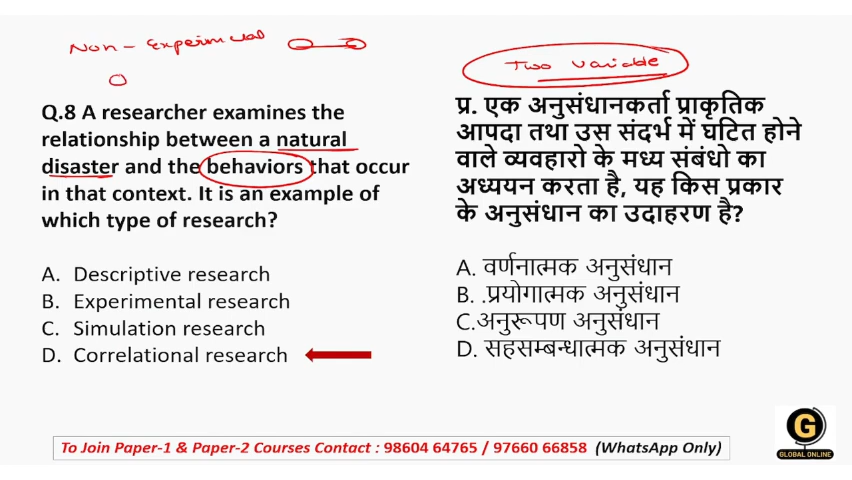 Non - Experimental
Two Variable
Q.8 A researcher examines the
relationship between a natural
disaster and the behaviors that occur
in that context. It is an example of
which type of research?
A. Descriptive research
B. Experimental research
C. Simulation research
D. Correlational research
प्र. एक अनुसंधानकर्ता प्राकृतिक
आपदा तथा उस संदर्भ में घटित होने
वाले व्यवहारो के मध्य संबंधो का
अध्ययन करता है, यह किस प्रकार
के अनुसंधान का उदाहरण है?
A. वर्णनात्मक अनुसंधान
B. .प्रयोगात्मक अनुसंधान
C.अनुरूपण अनुसंधान
D. सहसम्बन्धात्मक अनुसंधान
To Join Paper-1 & Paper-2 Courses Contact : 98604 64765 / 97660 66858 (WhatsApp Only)
G
GLOBAL ONLINE